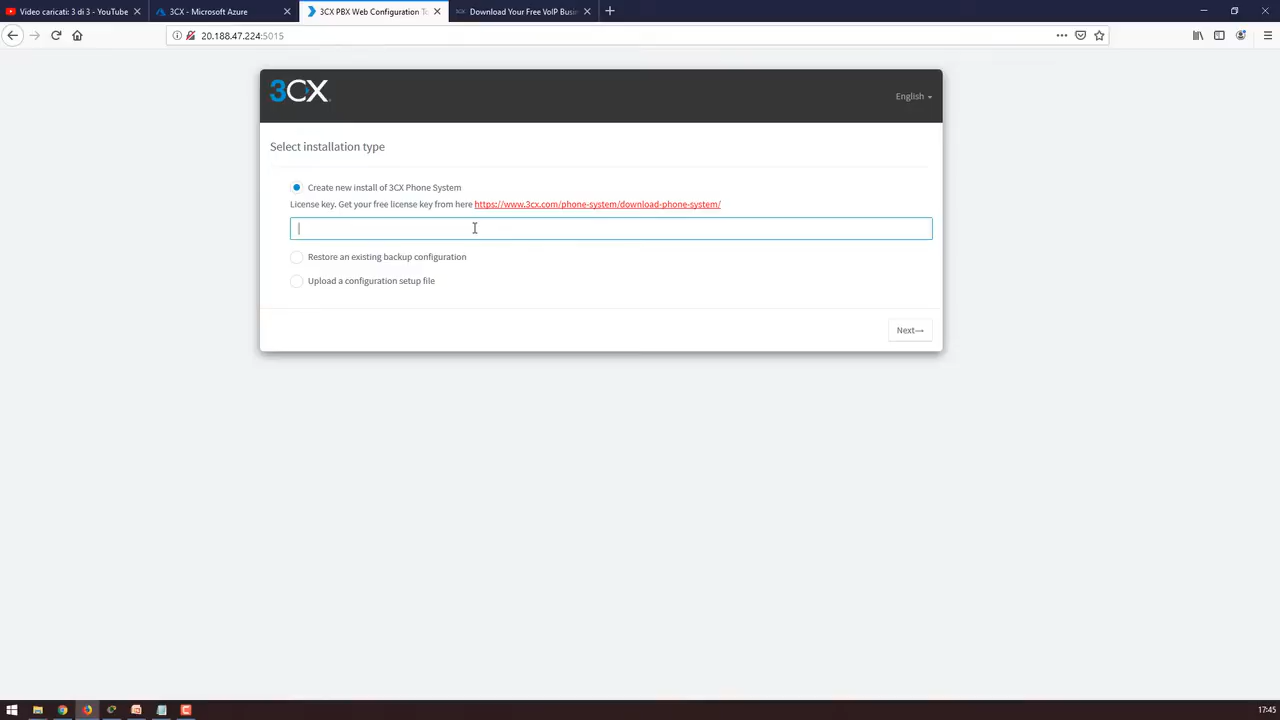 Video caricati: 3 di 3 - YouTube
3CX - Microsoft Azure
3CX PBX Web Configuration To
Download Your Free VoIP Busi
20.188.47.224:5015
3CX
English
Select installation type
Create new install of 3CX Phone System
License key. Get your free license key from here https://www.3cx.com/phone-system/download-phone-system/
Restore an existing backup configuration
Upload a configuration setup file
Next→
17:45